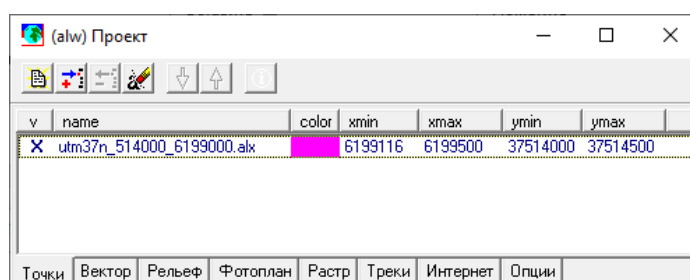 (alw) Проект
v name color xmin xmax ymin ymax
X utm37n_514000_6199000.alx 6199116 6199500 37514000 37514500
Точки Вектор Рельеф Фотоплан Растр Треки Интернет Опции